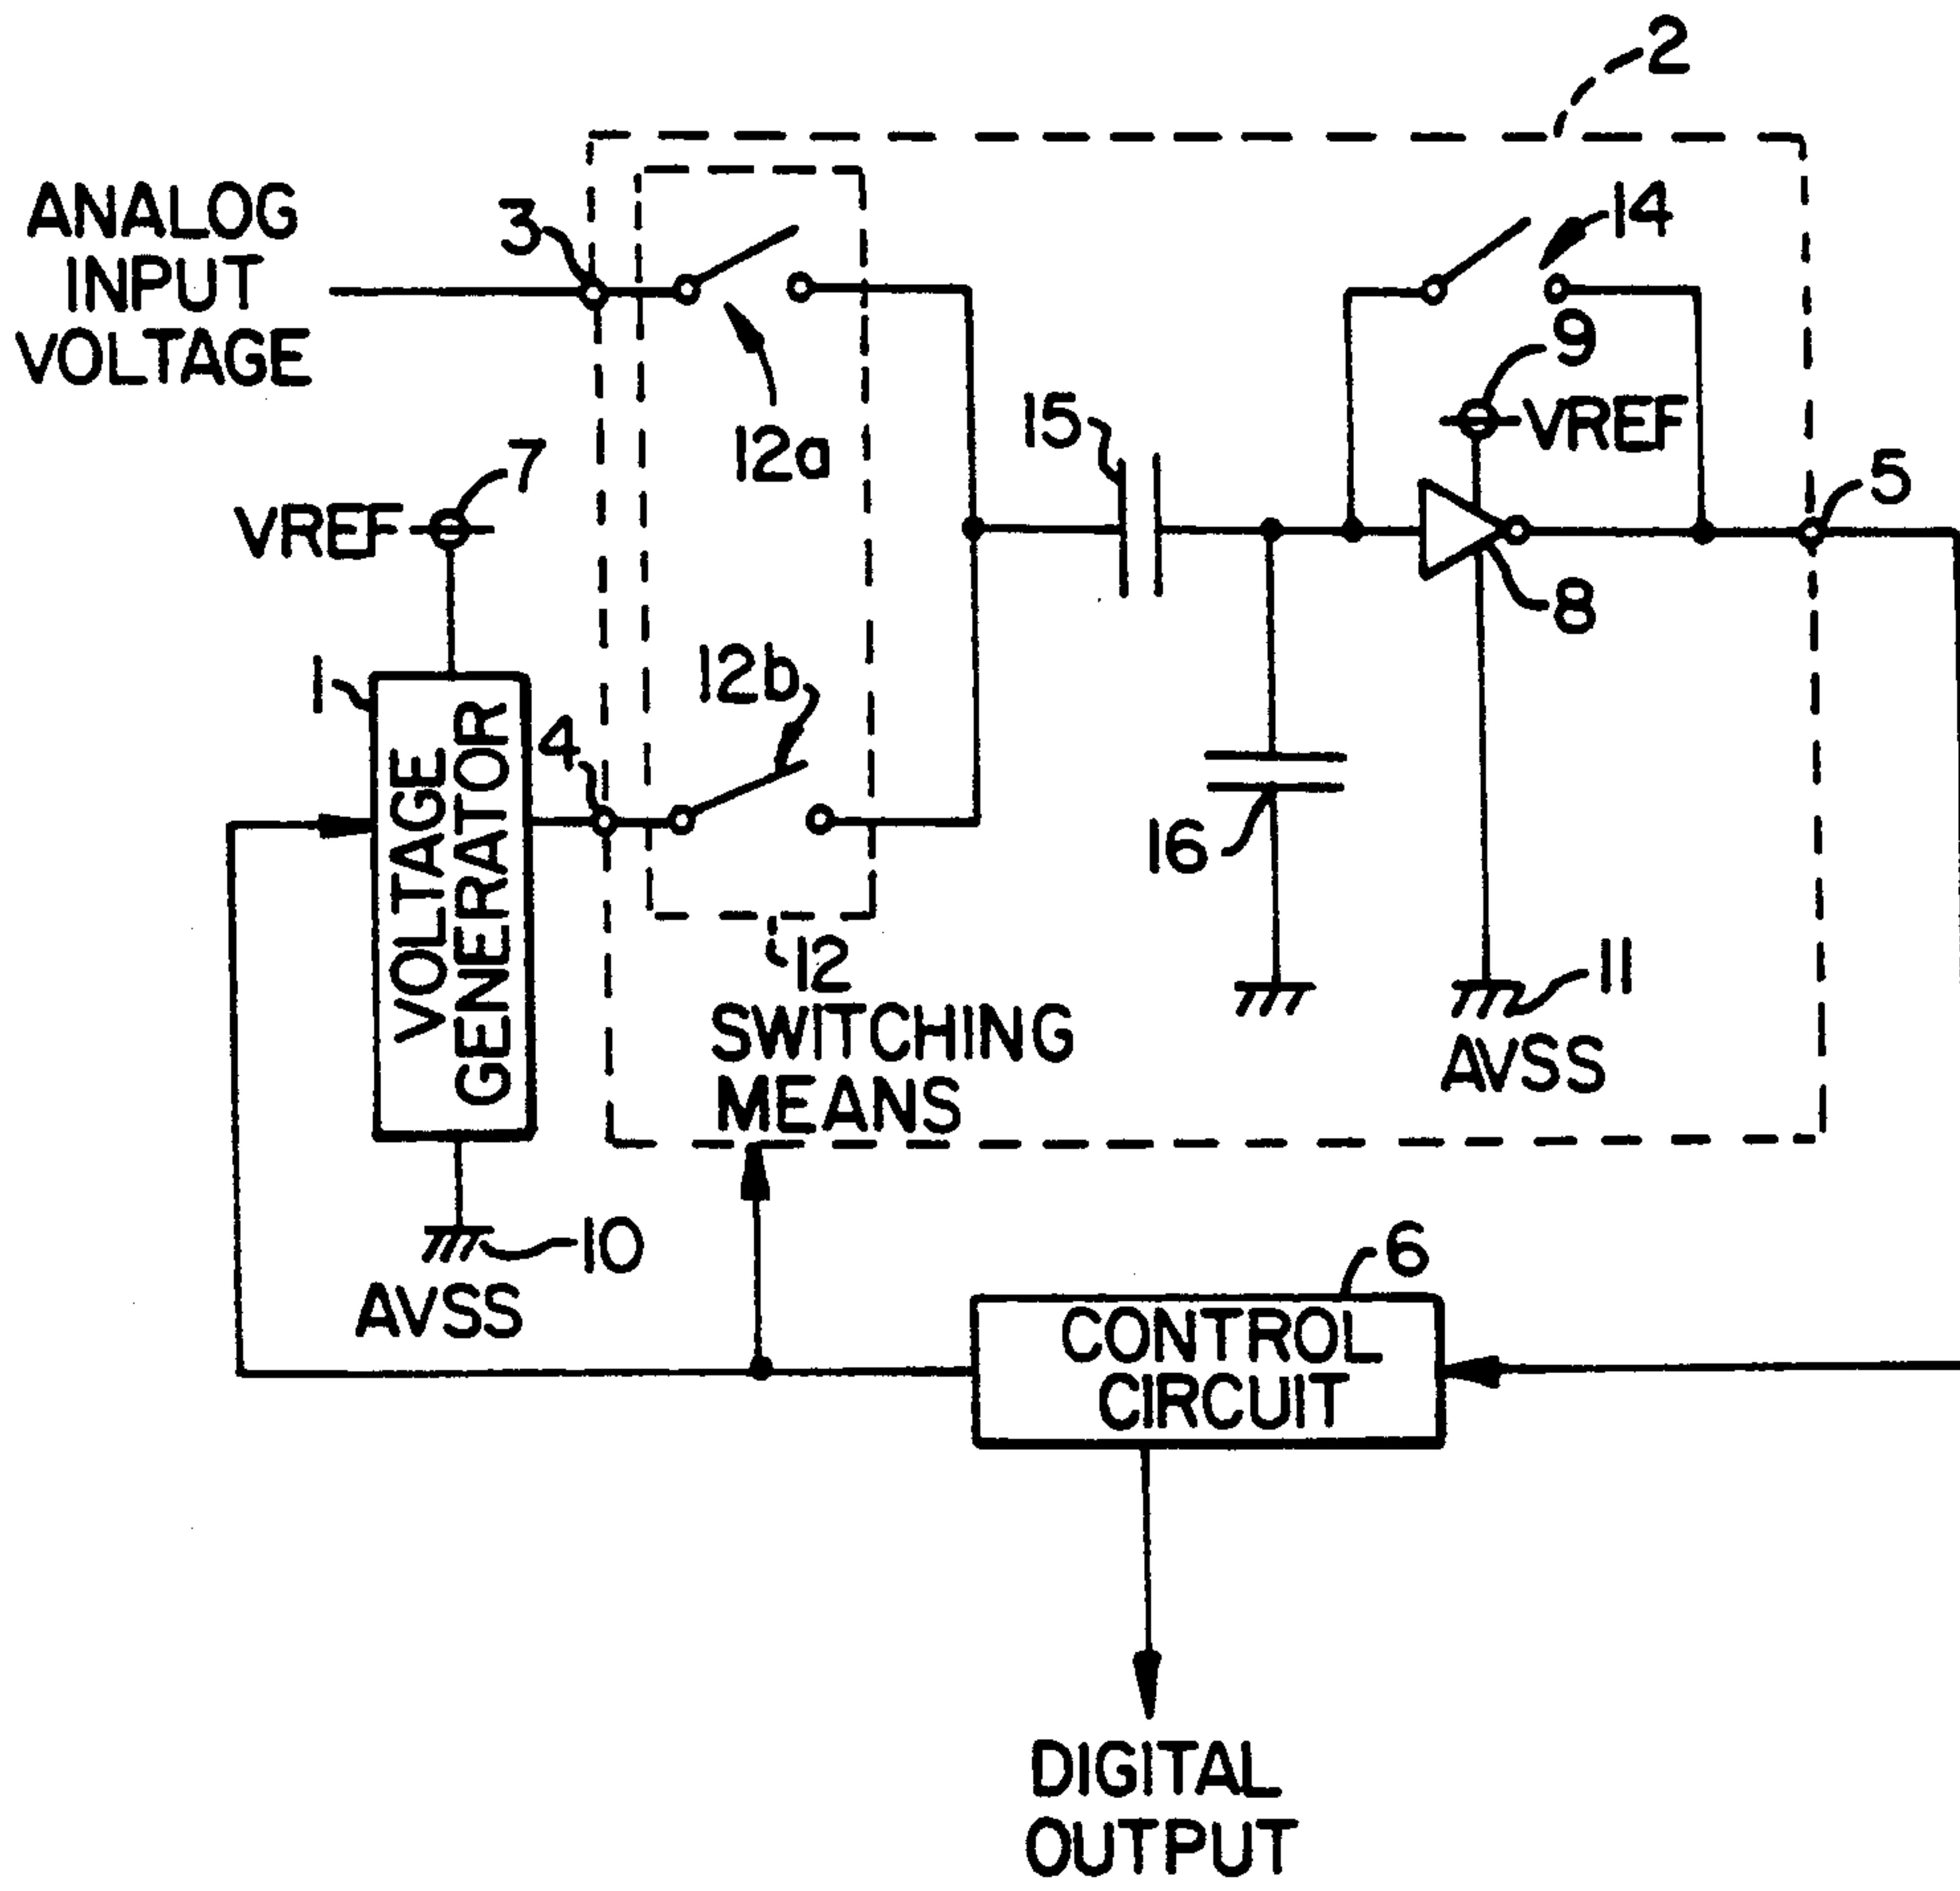 2
ANALOG
INPUT
VOLTAGE
3
14
12a
9
VREF
15
7
VREF
5
8
12b
1
4
VOLTAGE
GENERATOR
16
12
SWITCHING
MEANS
11
AVSS
10
AVSS
6
CONTROL
CIRCUIT
DIGITAL
OUTPUT